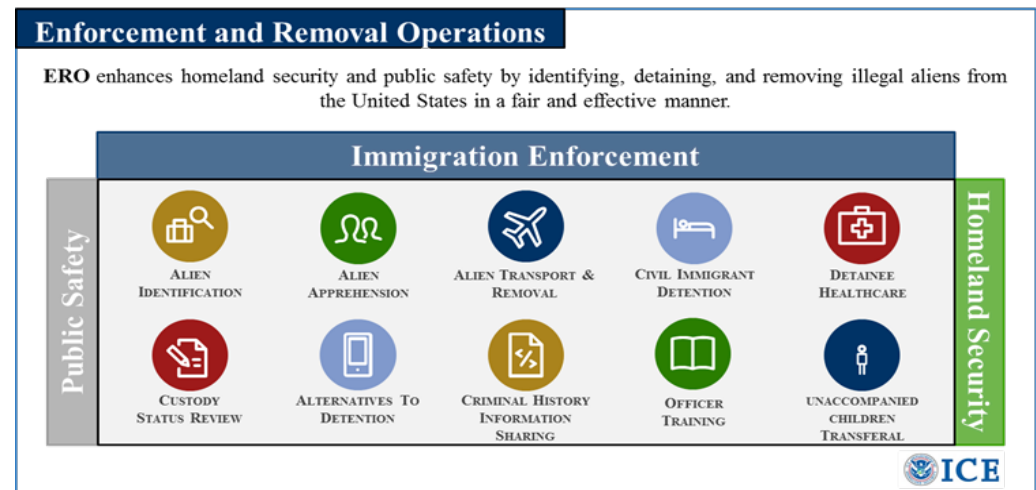 Enforcement and Removal Operations
ERO enhances homeland security and public safety by identifying, detaining, and removing illegal aliens from
the United States in a fair and effective manner.
Immigration Enforcement
Public Safety
Homeland Security
ALIEN
IDENTIFICATION
ALIEN
APPREHENSION
ALIEN TRANSPORT &
REMOVAL
CIVIL IMMIGRANT
DETENTION
DETAINEE
HEALTHCARE
CUSTODY
STATUS REVIEW
ALTERNATIVES TO
DETENTION
CRIMINAL HISTORY
INFORMATION
SHARING
OFFICER
TRAINING
UNACCOMPANIED
CHILDREN
TRANSFERAL
ICE